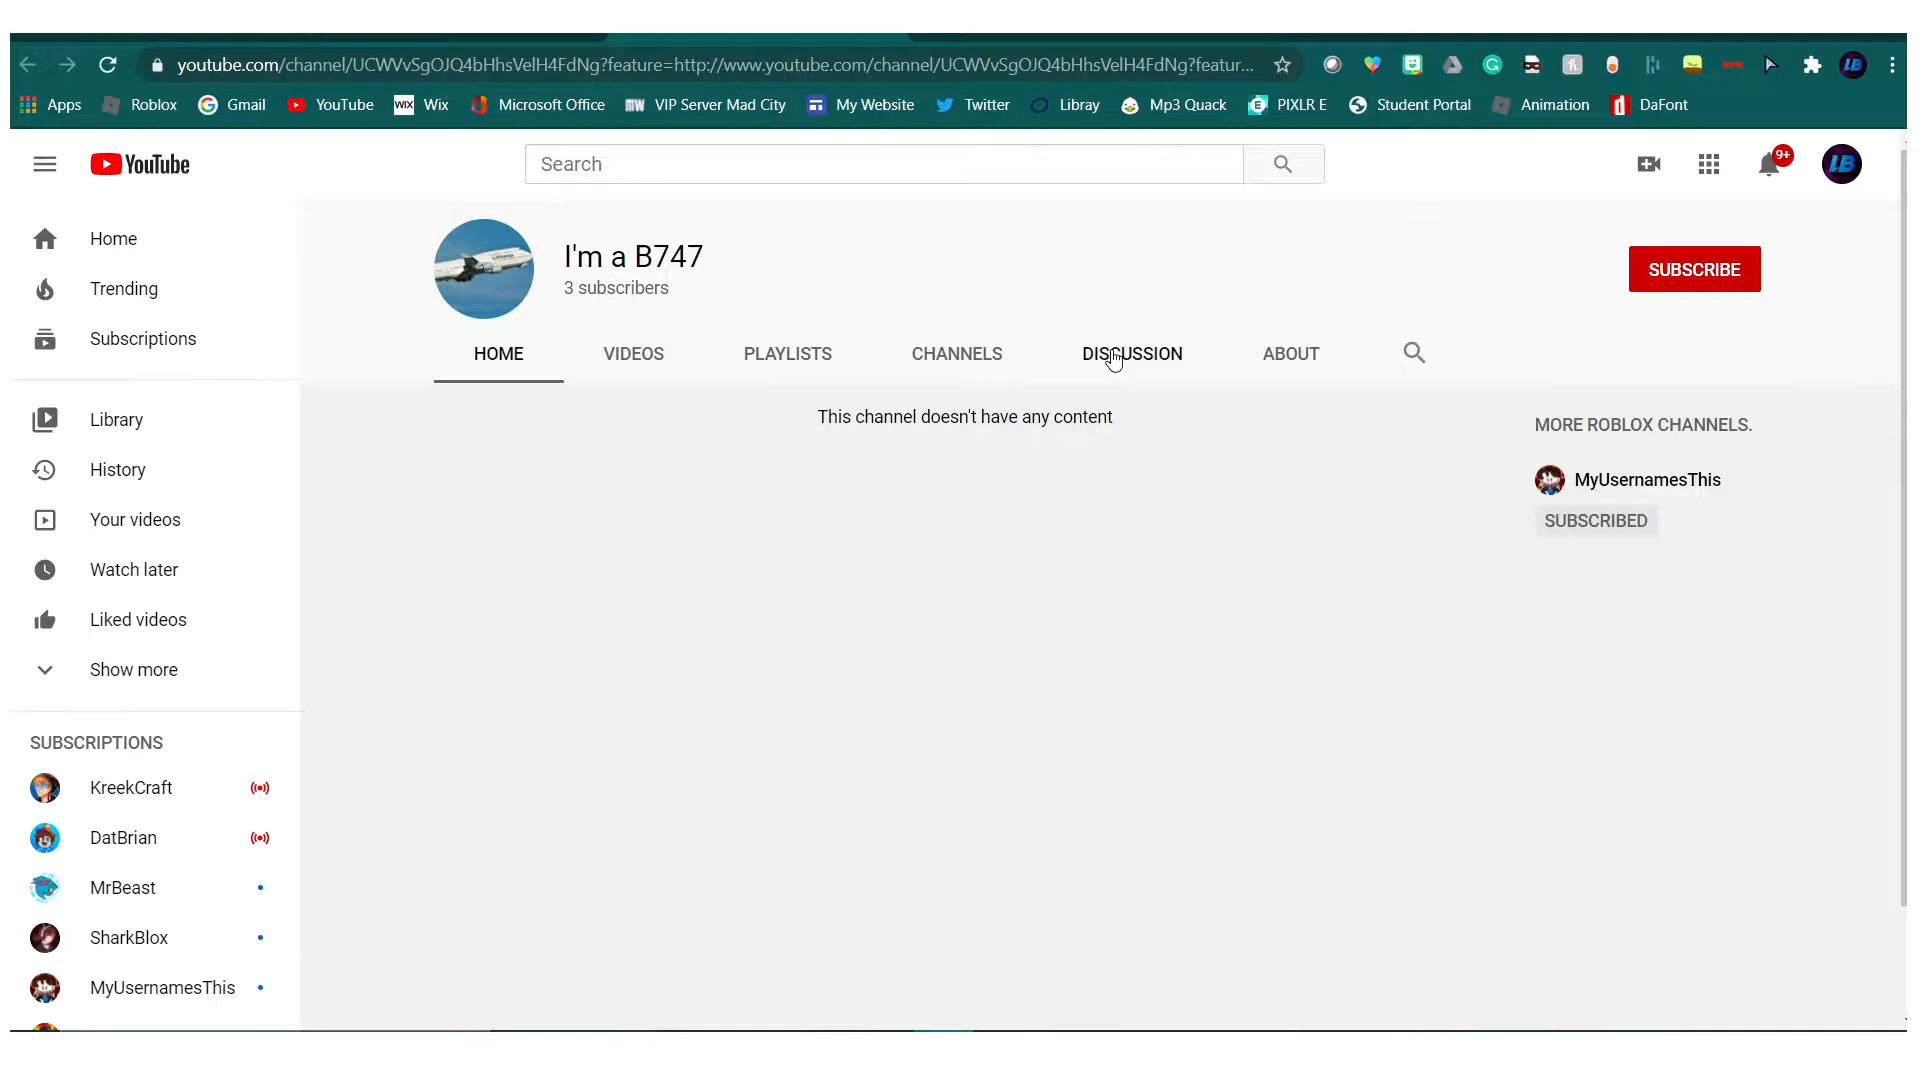 youtube.com/channel/UCWVvSgOJQ4bHhsVelH4FdNg?feature=http://www.youtube.com/channel/UCWVvSgOJQ4bHhsVelH4FdNg?featur...
Apps Roblox Gmail YouTube Wix Microsoft Office VIP Server Mad City My Website Twitter Libray Mp3 Quack PIXLR E Student Portal Animation DaFont
YouTube
Search
9+
LB
Home
Trending
Subscriptions
Library
History
Your videos
Watch later
Liked videos
Show more
SUBSCRIPTIONS
KreekCraft
DatBrian
MrBeast
SharkBlox
MyUsernamesThis
I'm a B747
3 subscribers
SUBSCRIBE
HOME VIDEOS PLAYLISTS CHANNELS DISCUSSION ABOUT
This channel doesn't have any content
MORE ROBLOX CHANNELS.
MyUsernamesThis
SUBSCRIBED